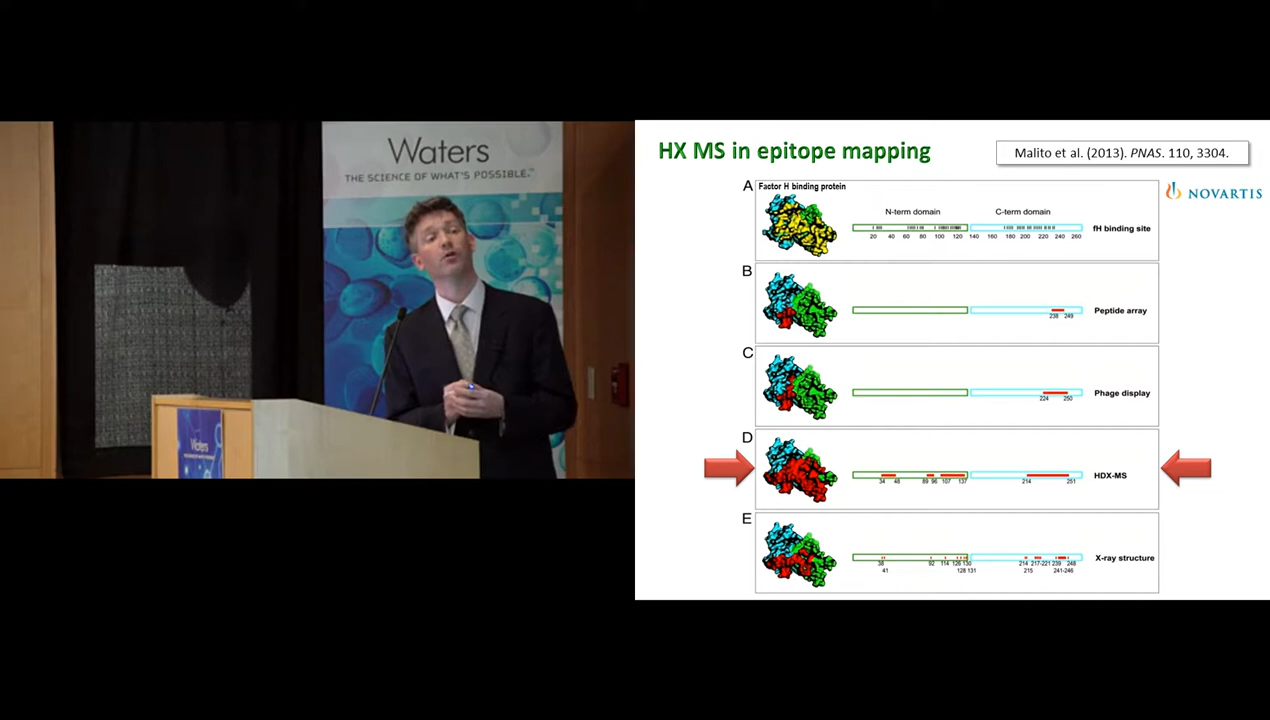 Waters
THE SCIENCE OF WHAT'S POSSIBLE.™
Waters
HX MS in epitope mapping
Malito et al. (2013). PNAS. 110, 3304.
NOVARTIS
A
Factor H binding protein
N-term domain
C-term domain
20 40 60 80 100 120 140 160 180 200 220 240 260
fH binding site
B
238 249
Peptide array
C
224 250
Phage display
D
34 48 89 96 107 137 214 251
HDX-MS
E
38 92 114 126 130 214 217-221 239 248
41 128 131 215 241-246
X-ray structure